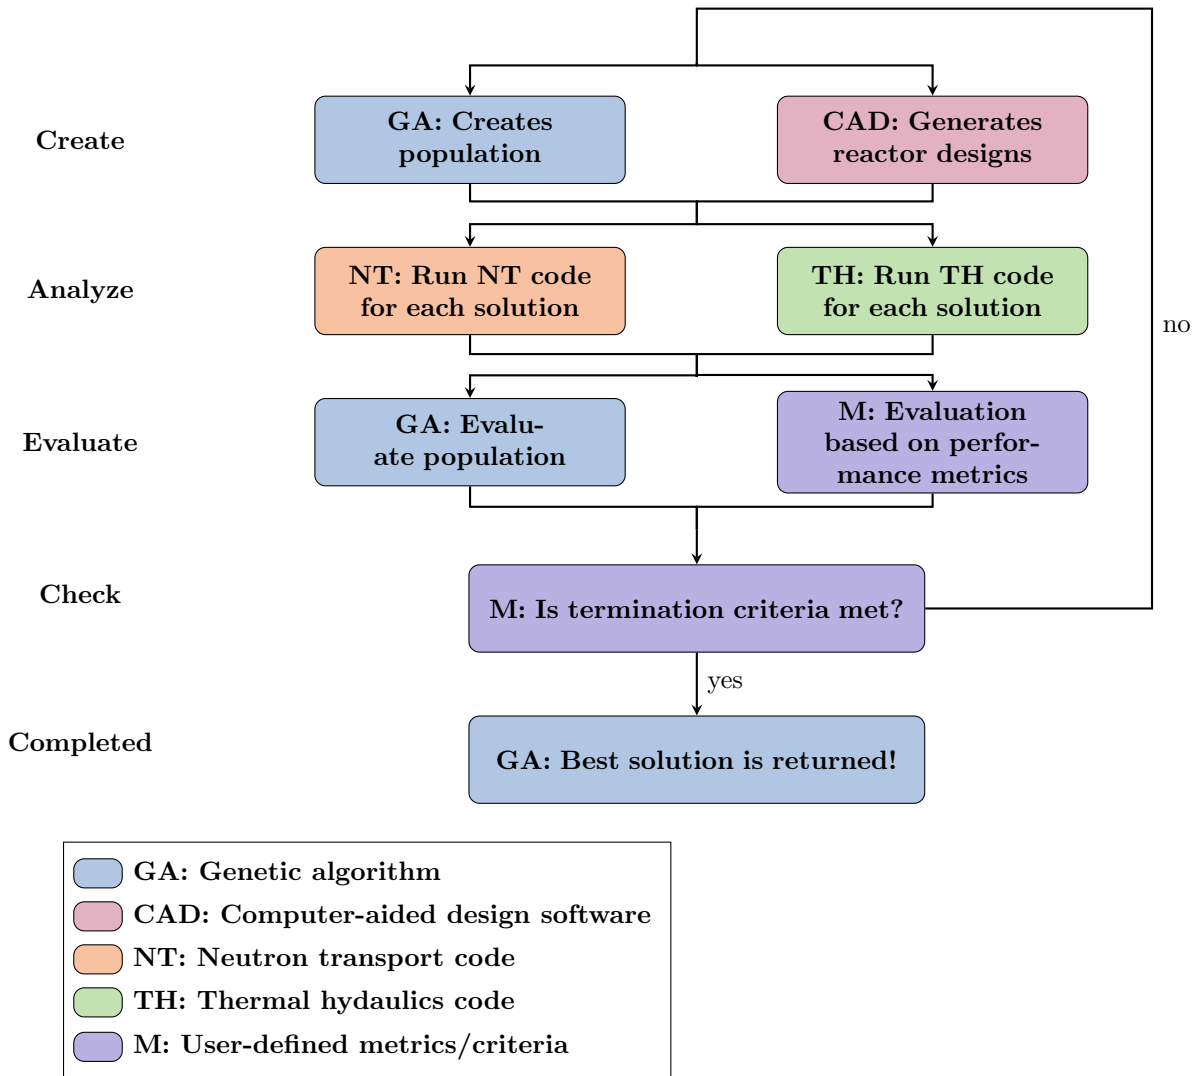 Create
GA: Creates
population
CAD: Generates
reactor designs
Analyze
NT: Run NT code
for each solution
TH: Run TH code
for each solution
no
Evaluate
GA: Evalu-
ate population
M: Evaluation
based on perfor-
mance metrics
Check
M: Is termination criteria met?
yes
Completed
GA: Best solution is returned!
GA: Genetic algorithm
CAD: Computer-aided design software
NT: Neutron transport code
TH: Thermal hydaulics code
M: User-defined metrics/criteria